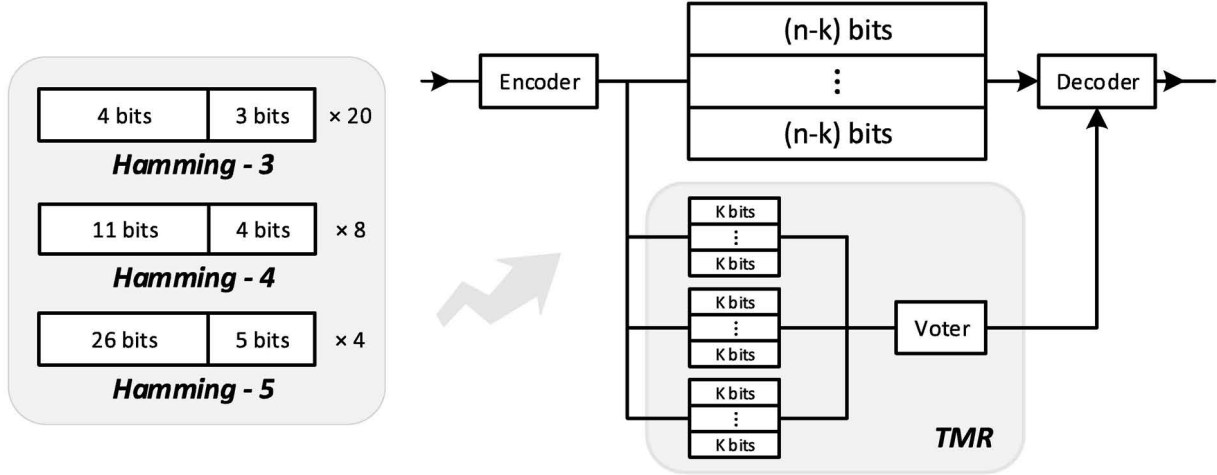 4 bits 3 bits × 20
Hamming - 3
11 bits 4 bits × 8
Hamming - 4
26 bits 5 bits × 4
Hamming - 5
Encoder
(n-k) bits
⋮
(n-k) bits
Decoder
K bits
⋮
K bits
K bits
⋮
K bits
K bits
⋮
K bits
Voter
TMR